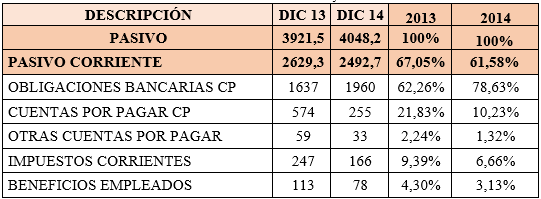 DESCRIPCIÓN DIC 13 DIC 14 2013 2014
PASIVO 3921,5 4048,2 100% 100%
PASIVO CORRIENTE 2629,3 2492,7 67,05% 61,58%
OBLIGACIONES BANCARIAS CP 1637 1960 62,26% 78,63%
CUENTAS POR PAGAR CP 574 255 21,83% 10,23%
OTRAS CUENTAS POR PAGAR 59 33 2,24% 1,32%
IMPUESTOS CORRIENTES 247 166 9,39% 6,66%
BENEFICIOS EMPLEADOS 113 78 4,30% 3,13%